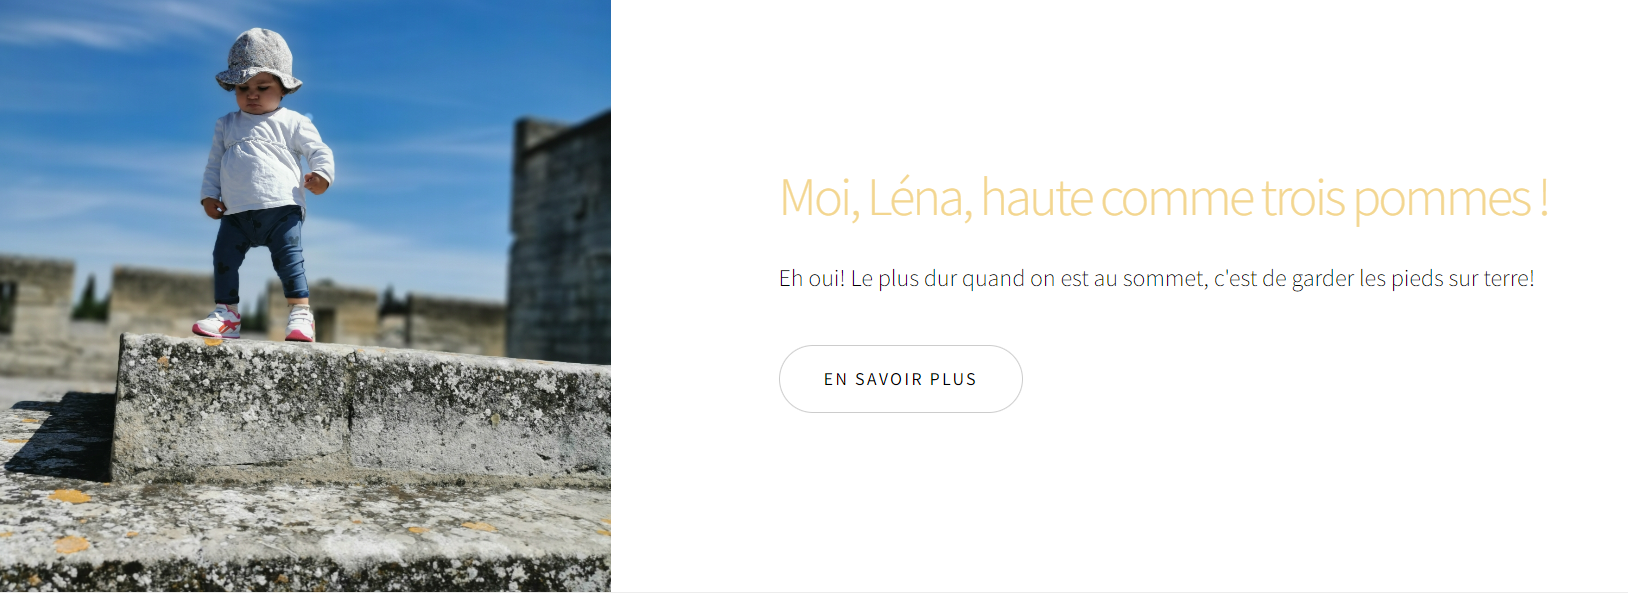 Moi, Léna, haute comme trois pommes !
Eh oui! Le plus dur quand on est au sommet, c'est de garder les pieds sur terre!
EN SAVOIR PLUS